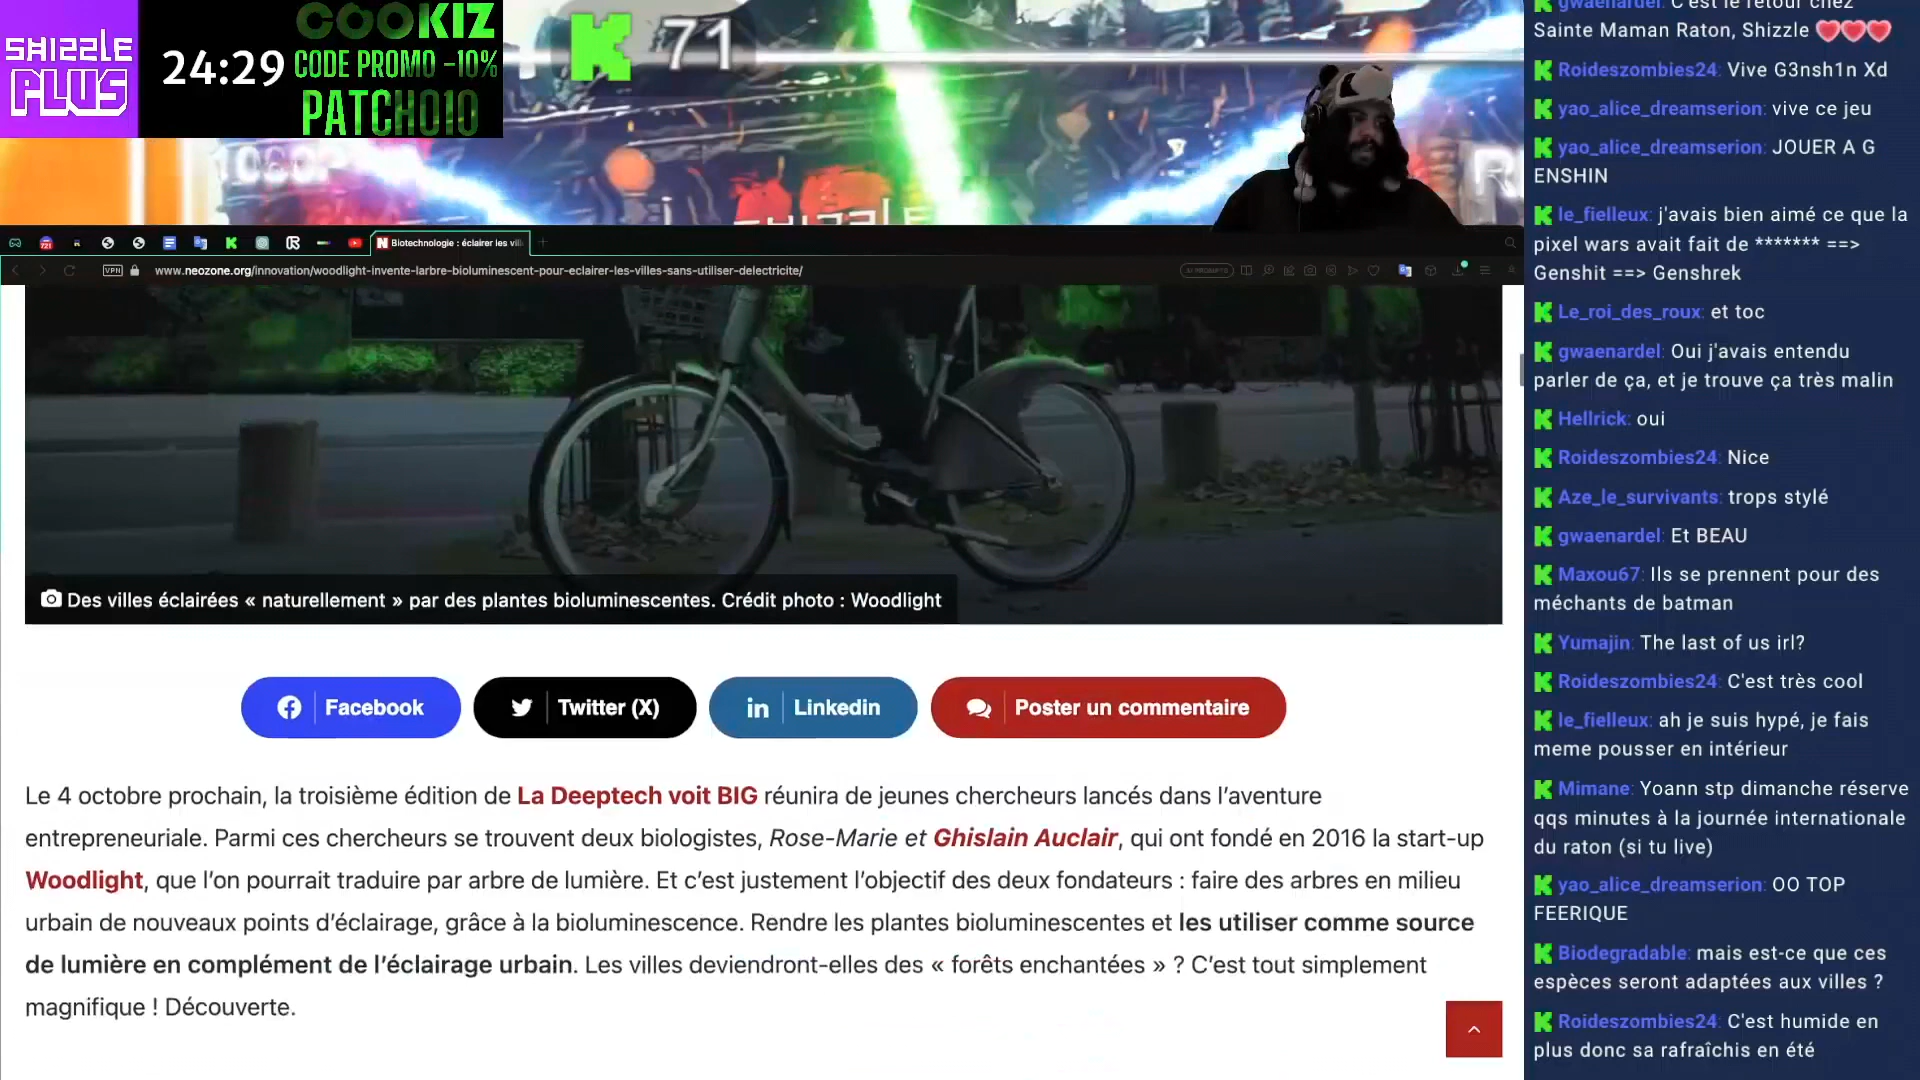 SHIZZLE
PLUS
24:29
COOKIZ
CODE PROMO -10%
PATCHO10
71
Biotechnologie : éclairer les vill
VPN
www.neozone.org/innovation/woodlight-invente-larbre-bioluminescent-pour-eclairer-les-villes-sans-utiliser-delectricite/
Des villes éclairées « naturellement » par des plantes bioluminescentes. Crédit photo : Woodlight
Facebook
Twitter (X)
Linkedin
Poster un commentaire
Le 4 octobre prochain, la troisième édition de La Deeptech voit BIG réunira de jeunes chercheurs lancés dans l’aventure
entrepreneuriale. Parmi ces chercheurs se trouvent deux biologistes, Rose-Marie et Ghislain Auclair, qui ont fondé en 2016 la start-up
Woodlight, que l’on pourrait traduire par arbre de lumière. Et c’est justement l’objectif des deux fondateurs : faire des arbres en milieu
urbain de nouveaux points d’éclairage, grâce à la bioluminescence. Rendre les plantes bioluminescentes et les utiliser comme source
de lumière en complément de l’éclairage urbain. Les villes deviendront-elles des « forêts enchantées » ? C’est tout simplement
magnifique ! Découverte.
gwaenardel: C'est le retour chez
Sainte Maman Raton, Shizzle ❤❤❤
Roideszombies24: Vive G3nsh1n Xd
yao_alice_dreamserion: vive ce jeu
yao_alice_dreamserion: JOUER A G
ENSHIN
le_fielleux: j'avais bien aimé ce que la
pixel wars avait fait de ******* ==>
Genshit ==> Genshrek
Le_roi_des_roux: et toc
gwaenardel: Oui j'avais entendu
parler de ça, et je trouve ça très malin
Hellrick: oui
Roideszombies24: Nice
Aze_le_survivants: trops stylé
gwaenardel: Et BEAU
Maxou67: Ils se prennent pour des
méchants de batman
Yumajin: The last of us irl?
Roideszombies24: C'est très cool
le_fielleux: ah je suis hypé, je fais
meme pousser en intérieur
Mimane: Yoann stp dimanche réserve
qqs minutes à la journée internationale
du raton (si tu live)
yao_alice_dreamserion: OO TOP
FEERIQUE
Biodegradable: mais est-ce que ces
espèces seront adaptées aux villes ?
Roideszombies24: C'est humide en
plus donc sa rafraîchis en été